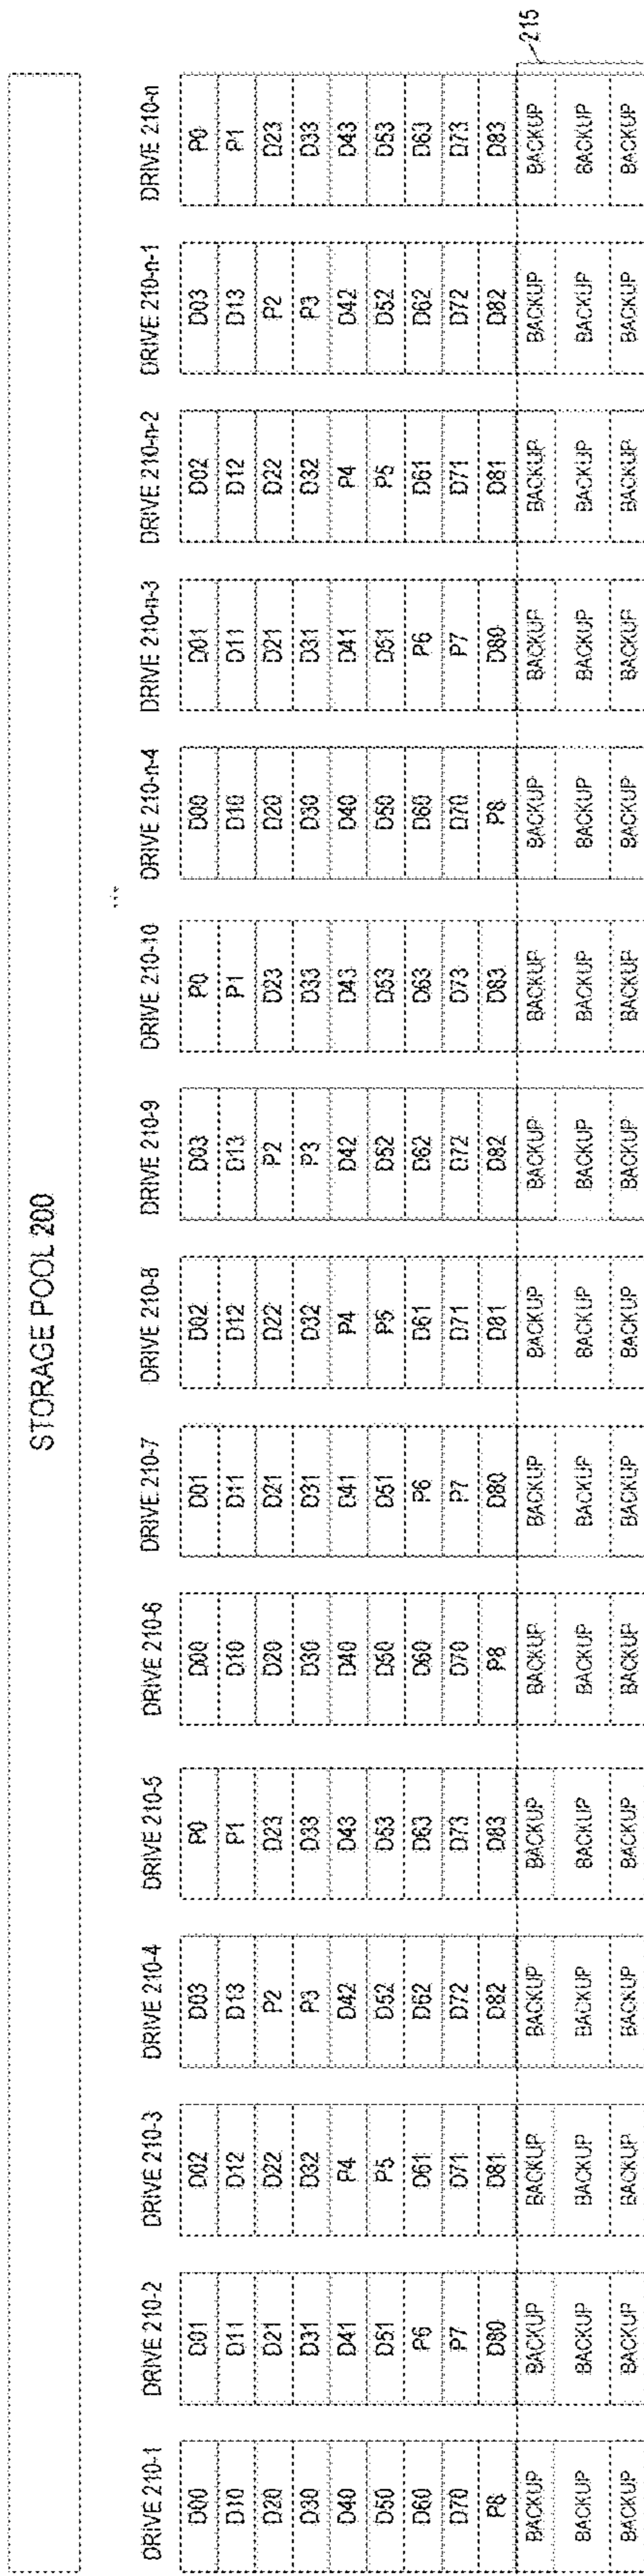 STORAGE POOL 200
DRIVE 210-1 DRIVE 210-2 DRIVE 210-3 DRIVE 210-4 DRIVE 210-5 DRIVE 210-6 DRIVE 210-7 DRIVE 210-8 DRIVE 210-9 DRIVE 210-10 ... DRIVE 210-n-4 DRIVE 210-n-3 DRIVE 210-n-2 DRIVE 210-n-1 DRIVE 210-n
D00 D01 D02 D03 P0 D00 D01 D02 D03 P0 D00 D01 D02 D03 P0
D10 D11 D12 D13 P1 D10 D11 D12 D13 P1 D10 D11 D12 D13 P1
D20 D21 D22 P2 D23 D20 D21 D22 P2 D23 D20 D21 D22 P2 D23
D30 D31 D32 P3 D33 D30 D31 D32 P3 D33 D30 D31 D32 P3 D33
D40 D41 P4 D42 D43 D40 D41 P4 D42 D43 D40 D41 P4 D42 D43
D50 D51 P5 D52 D53 D50 D51 P5 D52 D53 D50 D51 P5 D52 D53
D60 P6 D61 D62 D63 D60 P6 D61 D62 D63 D60 P6 D61 D62 D63
D70 P7 D71 D72 D73 D70 P7 D71 D72 D73 D70 P7 D71 D72 D73
P8 D80 D81 D82 D83 P8 D80 D81 D82 D83 P8 D80 D81 D82 D83
215
BACKUP BACKUP BACKUP BACKUP BACKUP BACKUP BACKUP BACKUP BACKUP BACKUP BACKUP BACKUP BACKUP BACKUP BACKUP
BACKUP BACKUP BACKUP BACKUP BACKUP BACKUP BACKUP BACKUP BACKUP BACKUP BACKUP BACKUP BACKUP BACKUP BACKUP
BACKUP BACKUP BACKUP BACKUP BACKUP BACKUP BACKUP BACKUP BACKUP BACKUP BACKUP BACKUP BACKUP BACKUP BACKUP